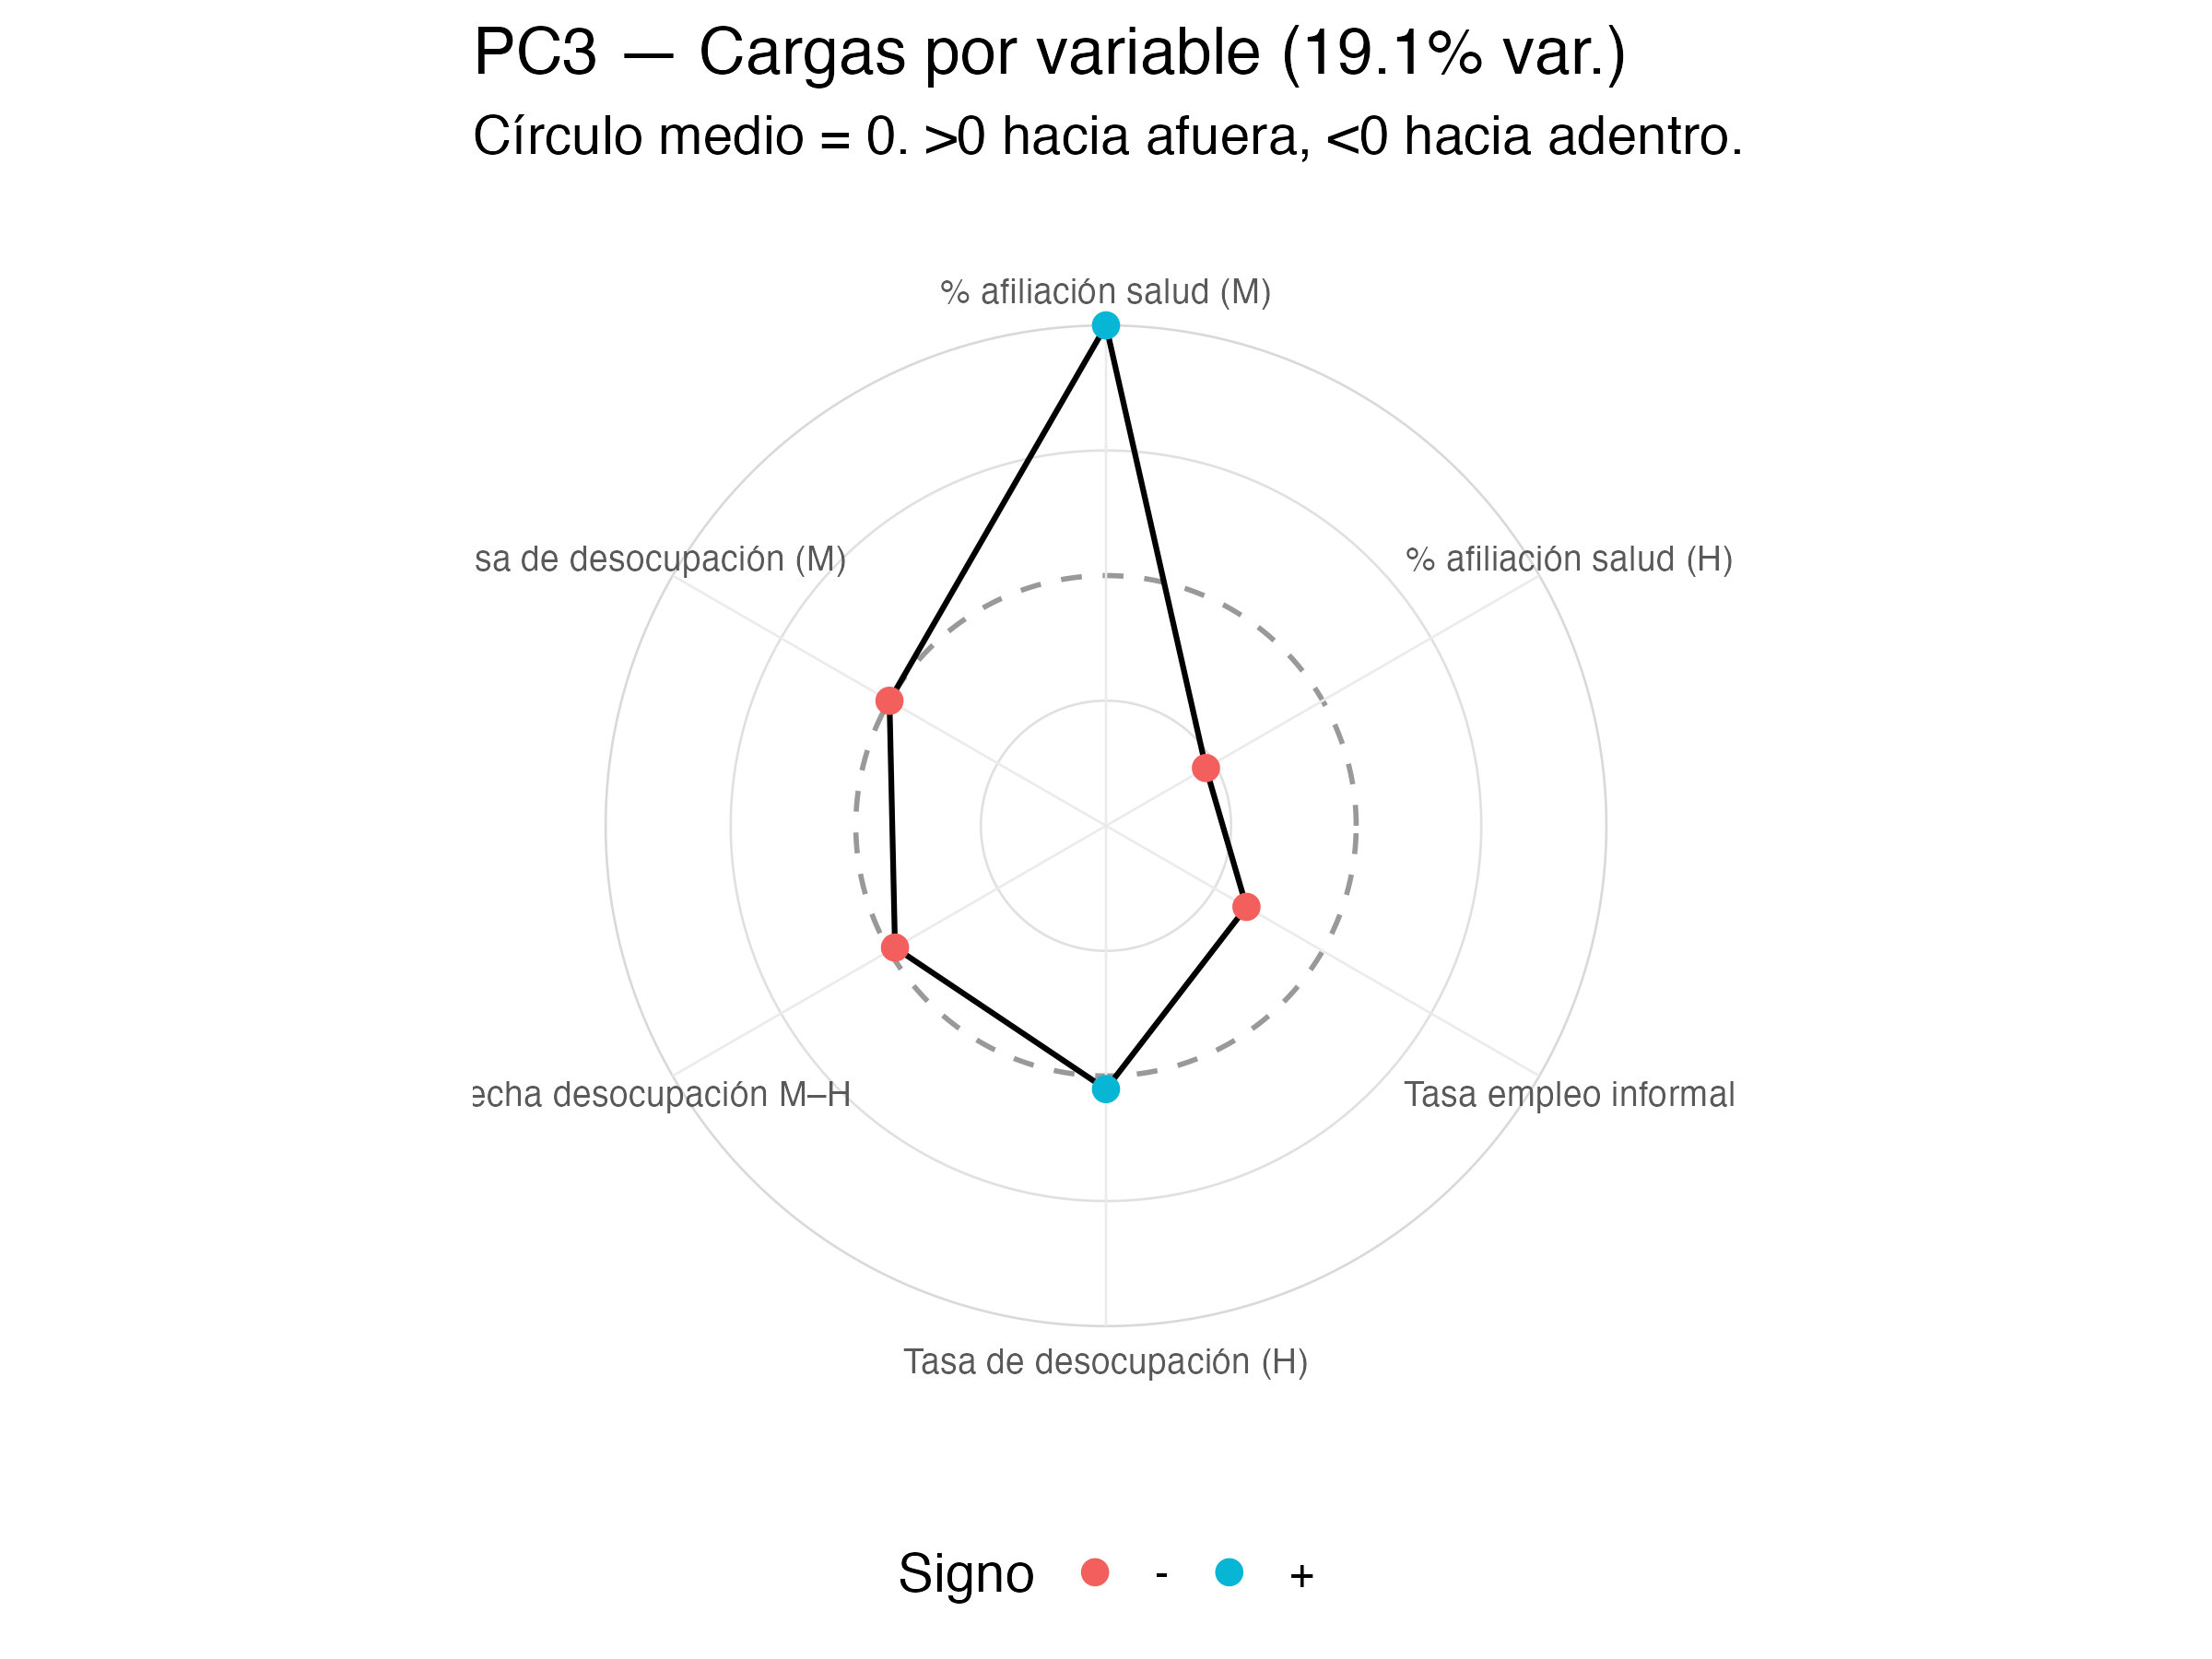 PC3 — Cargas por variable (19.1% var.)
Círculo medio = 0. >0 hacia afuera, <0 hacia adentro.
% afiliación salud (M)
sa de desocupación (M)
% afiliación salud (H)
echa desocupación M–H
Tasa empleo informal
Tasa de desocupación (H)
Signo - +